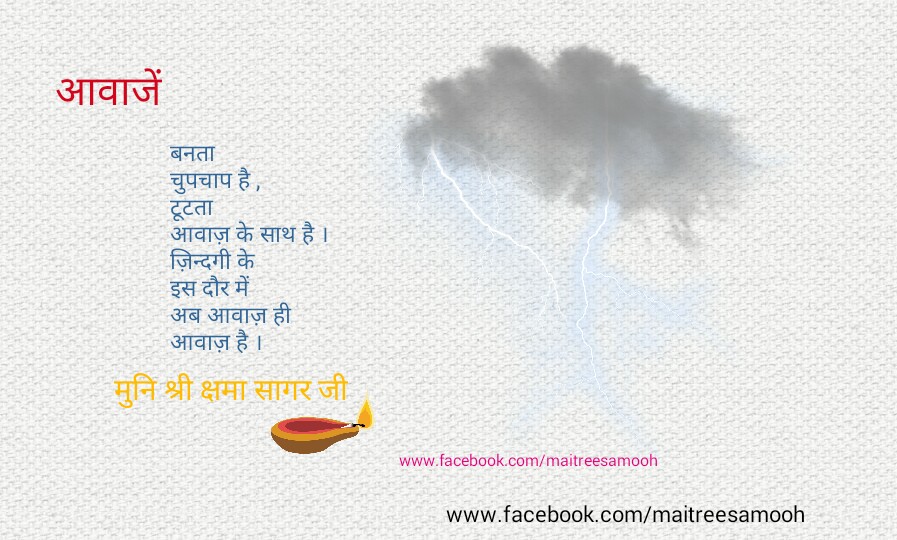 आवाजें
बनता
चुपचाप है ,
टूटता
आवाज़ के साथ है ।
ज़िन्दगी के
इस दौर में
अब आवाज़ ही
आवाज़ है ।
मुनि श्री क्षमा सागर जी
www.facebook.com/maitreesamooh
www.facebook.com/maitreesamooh